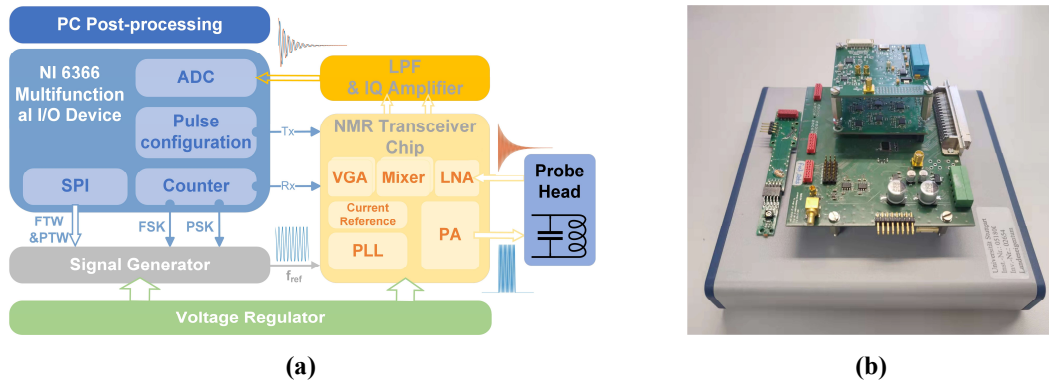 PC Post-processing
NI 6366
Multifunction
al I/O Device
ADC
Pulse
configuration
SPI
Counter
LPF
& IQ Amplifier
NMR Transceiver
Chip
Tx
Rx
VGA
Mixer
LNA
Current
Reference
PLL
PA
Probe
Head
FTW
&PTW
FSK
PSK
Signal Generator
fref
Voltage Regulator
Universität Stuttgart
(a)
(b)